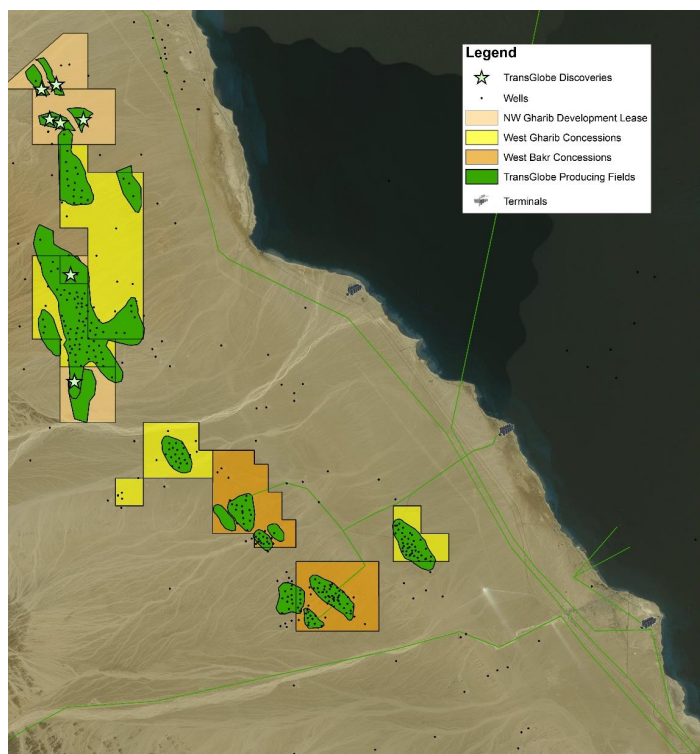 Legend
TransGlobe Discoveries
Wells
NW Gharib Development Lease
West Gharib Concessions
West Bakr Concessions
TransGlobe Producing Fields
Terminals